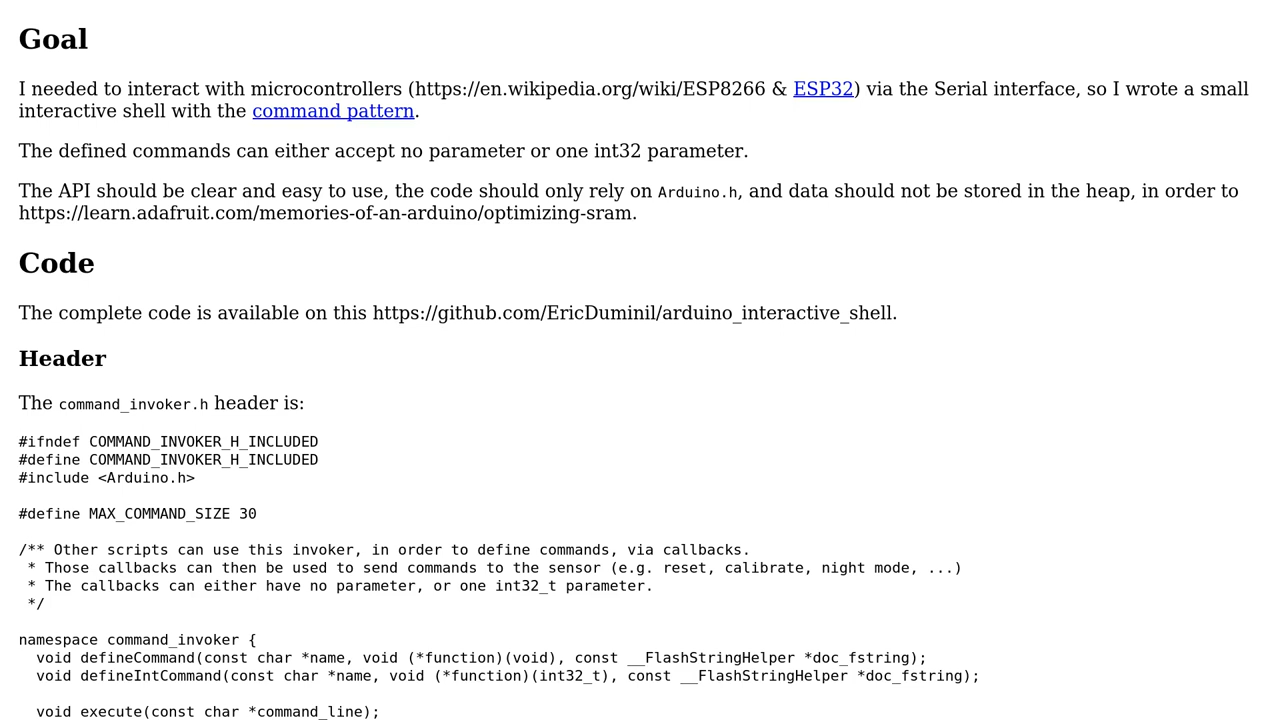 Goal
I needed to interact with microcontrollers (https://en.wikipedia.org/wiki/ESP8266 & ESP32) via the Serial interface, so I wrote a small
interactive shell with the command pattern.
The defined commands can either accept no parameter or one int32 parameter.
The API should be clear and easy to use, the code should only rely on Arduino.h, and data should not be stored in the heap, in order to
https://learn.adafruit.com/memories-of-an-arduino/optimizing-sram.
Code
The complete code is available on this https://github.com/EricDuminil/arduino_interactive_shell.
Header
The command_invoker.h header is:
#ifndef COMMAND_INVOKER_H_INCLUDED
#define COMMAND_INVOKER_H_INCLUDED
#include <Arduino.h>
#define MAX_COMMAND_SIZE 30
/** Other scripts can use this invoker, in order to define commands, via callbacks.
 * Those callbacks can then be used to send commands to the sensor (e.g. reset, calibrate, night mode, ...)
 * The callbacks can either have no parameter, or one int32_t parameter.
 */
namespace command_invoker {
  void defineCommand(const char *name, void (*function)(void), const __FlashStringHelper *doc_fstring);
  void defineIntCommand(const char *name, void (*function)(int32_t), const __FlashStringHelper *doc_fstring);
  void execute(const char *command_line);